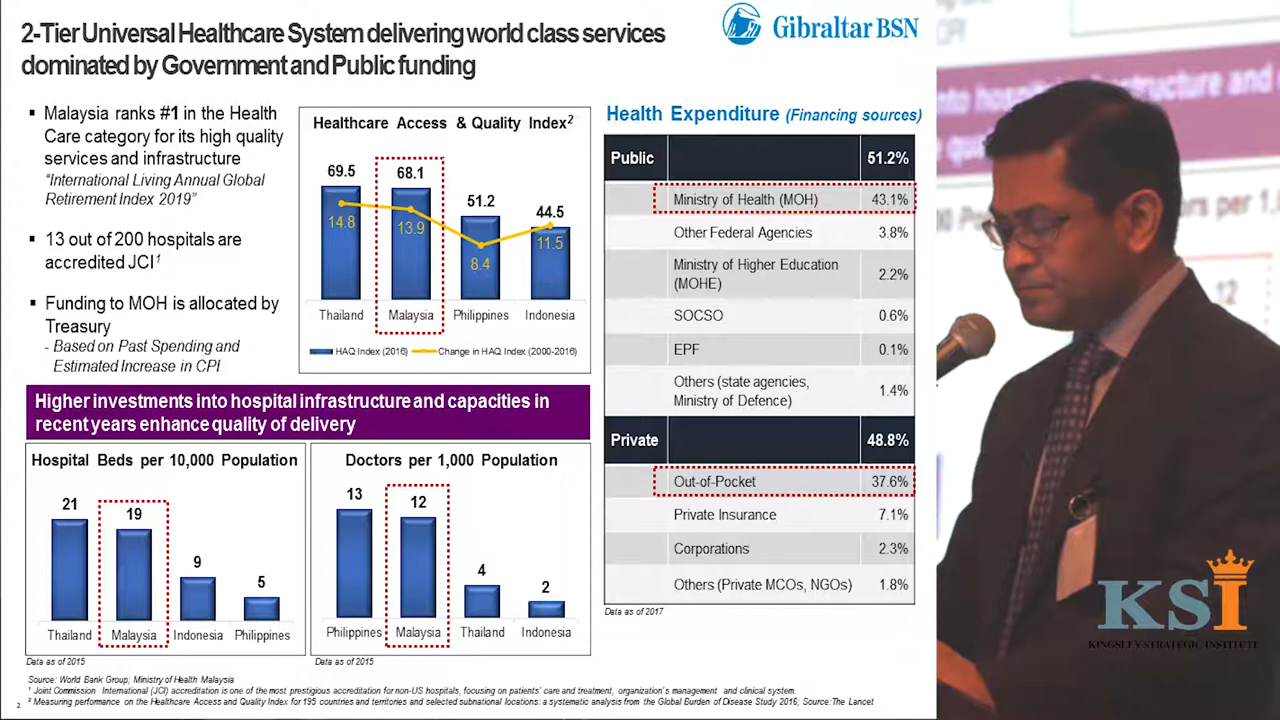 2-Tier Universal Healthcare System delivering world class services
dominated by Government and Public funding
Gibraltar BSN
▪ Malaysia ranks #1 in the Health
Care category for its high quality
services and infrastructure
“International Living Annual Global
Retirement Index 2019”
▪ 13 out of 200 hospitals are
accredited JCI1
▪ Funding to MOH is allocated by
Treasury
- Based on Past Spending and
Estimated Increase in CPI
Healthcare Access & Quality Index2
69.5 68.1 51.2 44.5
14.8 13.9 8.4 11.5
Thailand Malaysia Philippines Indonesia
HAQ Index (2016) Change in HAQ Index (2000-2016)
Higher investments into hospital infrastructure and capacities in
recent years enhance quality of delivery
Hospital Beds per 10,000 Population
21 19 9 5
Thailand Malaysia Indonesia Philippines
Data as of 2015
Doctors per 1,000 Population
13 12 4 2
Philippines Malaysia Thailand Indonesia
Data as of 2015
Health Expenditure (Financing sources)
Public 51.2%
Ministry of Health (MOH) 43.1%
Other Federal Agencies 3.8%
Ministry of Higher Education
(MOHE) 2.2%
SOCSO 0.6%
EPF 0.1%
Others (state agencies,
Ministry of Defence) 1.4%
Private 48.8%
Out-of-Pocket 37.6%
Private Insurance 7.1%
Corporations 2.3%
Others (Private MCOs, NGOs) 1.8%
Data as of 2017
Source: World Bank Group; Ministry of Health Malaysia
1 Joint Commission International (JCI) accreditation is one of the most prestigious accreditation for non-US hospitals, focusing on patients' care and treatment, organization's management and clinical system.
2 Measuring performance on the Healthcare Access and Quality Index for 195 countries and territories and selected subnational locations: a systematic analysis from the Global Burden of Disease Study 2016; Source: The Lancet
2
CPI
into hospital
structure and
ors per 1,
12
KSI
KINGSLEY STRATEGIC INSTITUTE